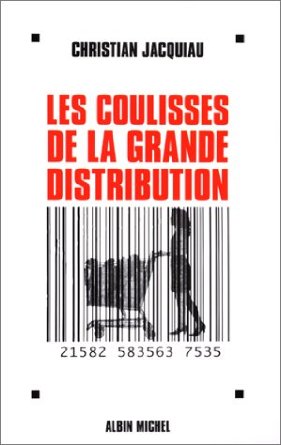 CHRISTIAN JACQUIAU
LES COULISSES
DE LA GRANDE
DISTRIBUTION
21582 583563 7535
ALBIN MICHEL